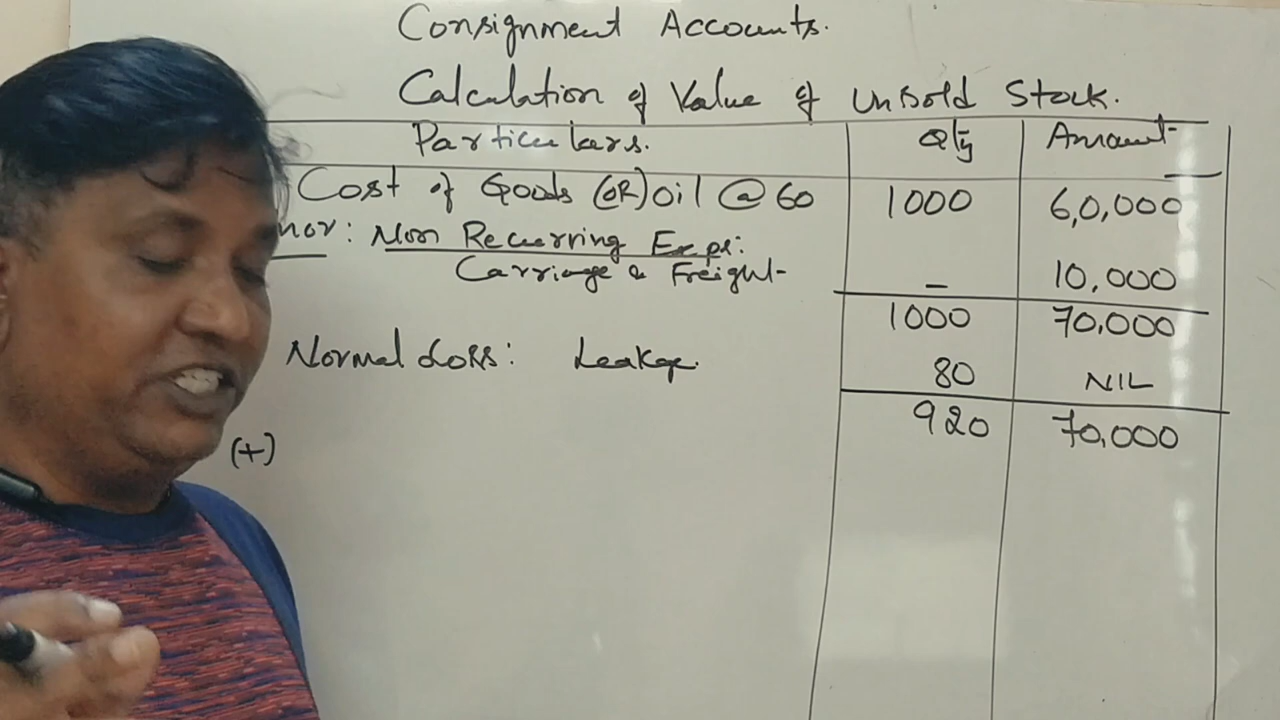 Consignment Accounts.
Calculation of Value of Unsold Stock.
Particulars. Qty Amount
Cost of Goods (OR) oil @ 60 1000 6,0,000
nor: Non Recurring Exps:
Carriage & Freight - 10,000
1000 70,000
Normal Loss: Leakage. 80 NIL
920 70,000
(+)